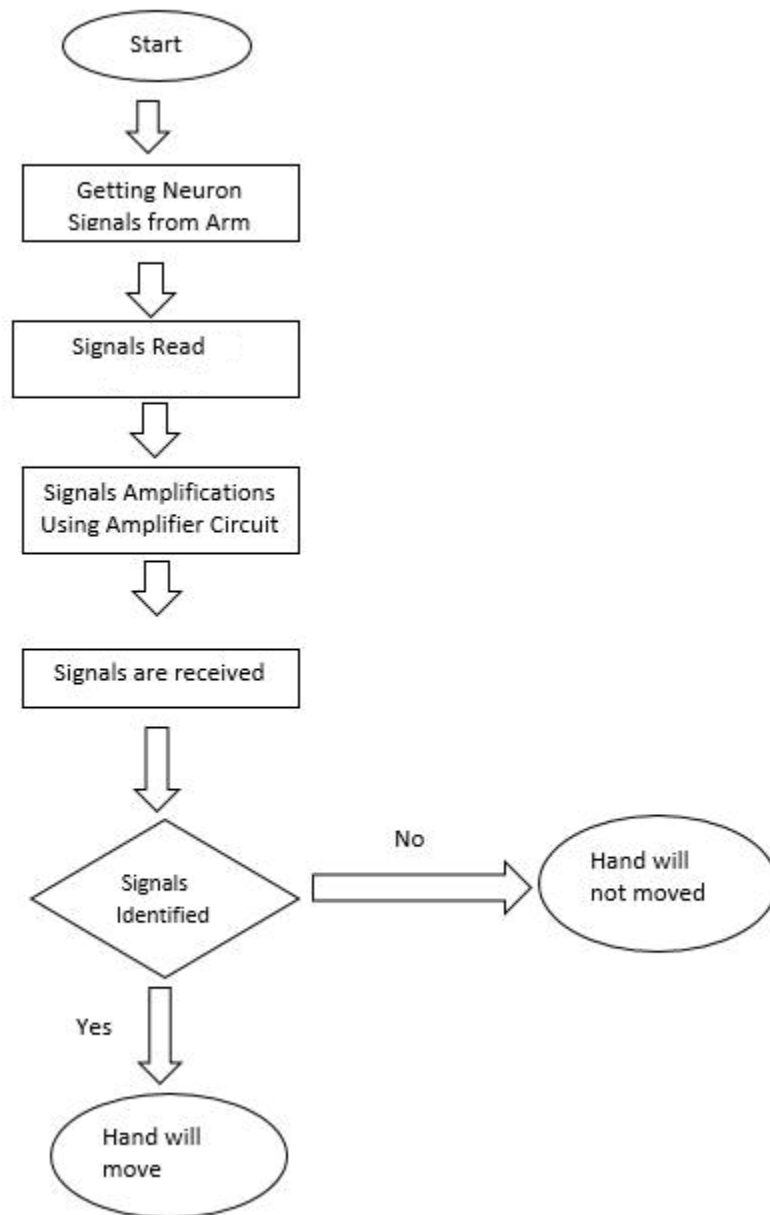 Start
Getting Neuron
Signals from Arm
Signals Read
Signals Amplifications
Using Amplifier Circuit
Signals are received
Signals
Identified
No
Hand will
not moved
Yes
Hand will
move